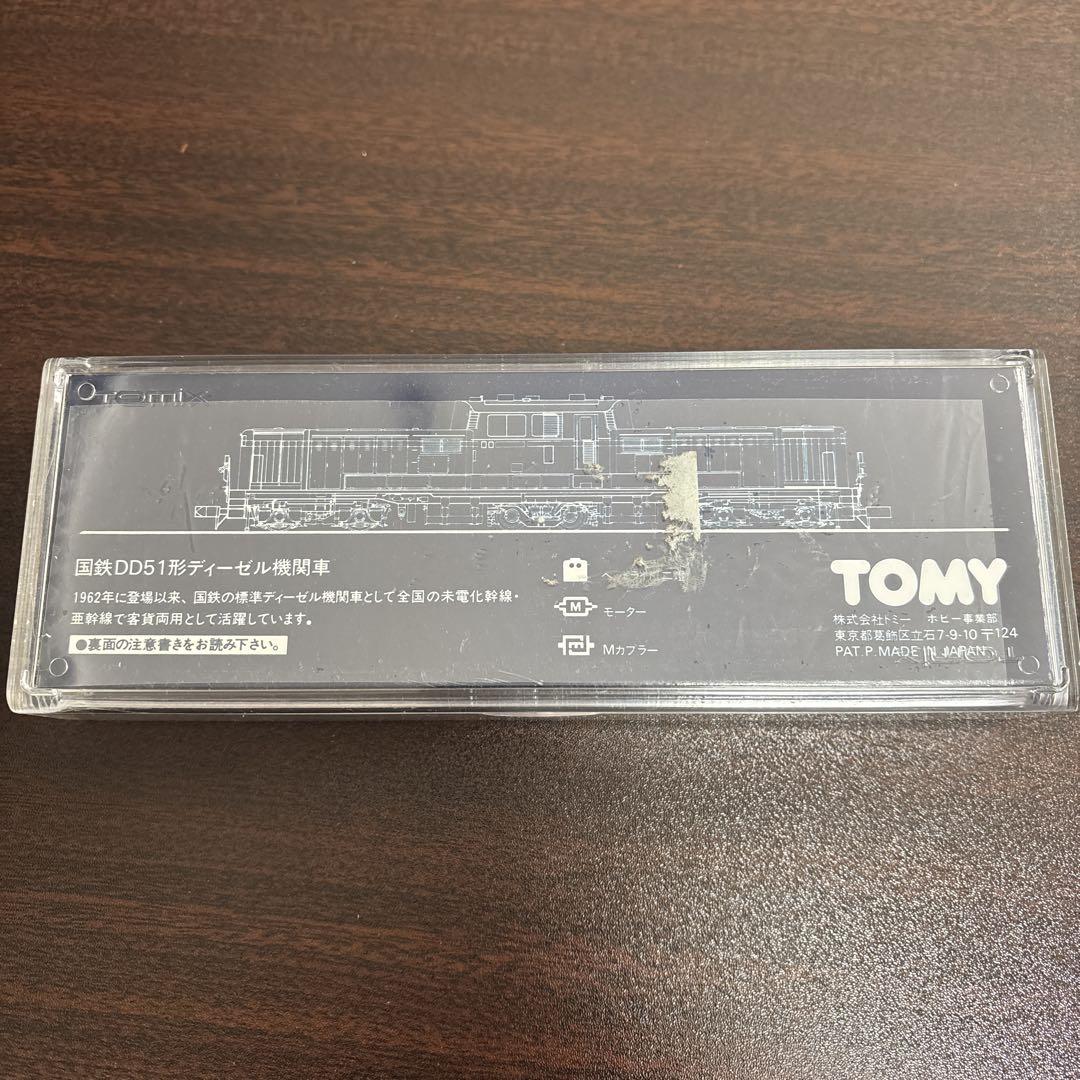 TOMIX
国鉄DD51形ディーゼル機関車
1962年に登場以来、国鉄の標準ディーゼル機関車として全国の未電化幹線・
亜幹線で客貨両用として活躍しています。
●裏面の注意書きをお読み下さい。
M モーター
Mカプラー
TOMY
株式会社トミー ホビー事業部
東京都葛飾区立石7-9-10 〒124
PAT P. MADE IN JAPAN